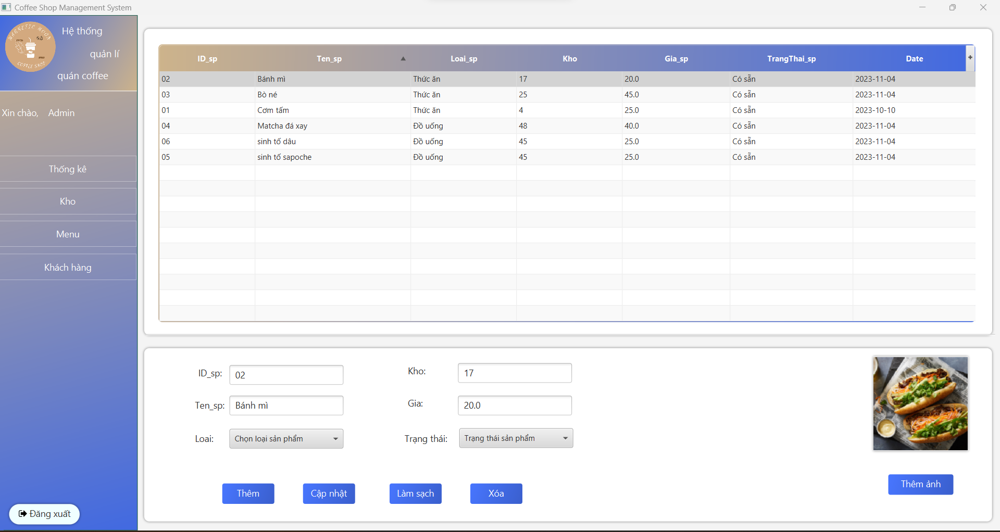 Coffee Shop Management System
MAGNETIC MOON
ESTD
2022
COFFEE SHOP
Hệ thống
quản lí
quán coffee
Xin chào, Admin
Thống kê
Kho
Menu
Khách hàng
Đăng xuất
ID_sp Ten_sp Loai_sp Kho Gia_sp TrangThai_sp Date +
02 Bánh mì Thức ăn 17 20.0 Có sẵn 2023-11-04
03 Bò né Thức ăn 25 45.0 Có sẵn 2023-11-04
01 Cơm tấm Thức ăn 4 25.0 Có sẵn 2023-10-10
04 Matcha đá xay Đồ uống 48 40.0 Có sẵn 2023-11-04
06 sinh tố dâu Đồ uống 45 25.0 Có sẵn 2023-11-04
05 sinh tố sapoche Đồ uống 45 25.0 Có sẵn 2023-11-04
ID_sp: 02 Kho: 17
Ten_sp: Bánh mì Gia: 20.0
Loai: Chọn loại sản phẩm Trạng thái: Trạng thái sản phẩm
Thêm Cập nhật Làm sạch Xóa Thêm ảnh